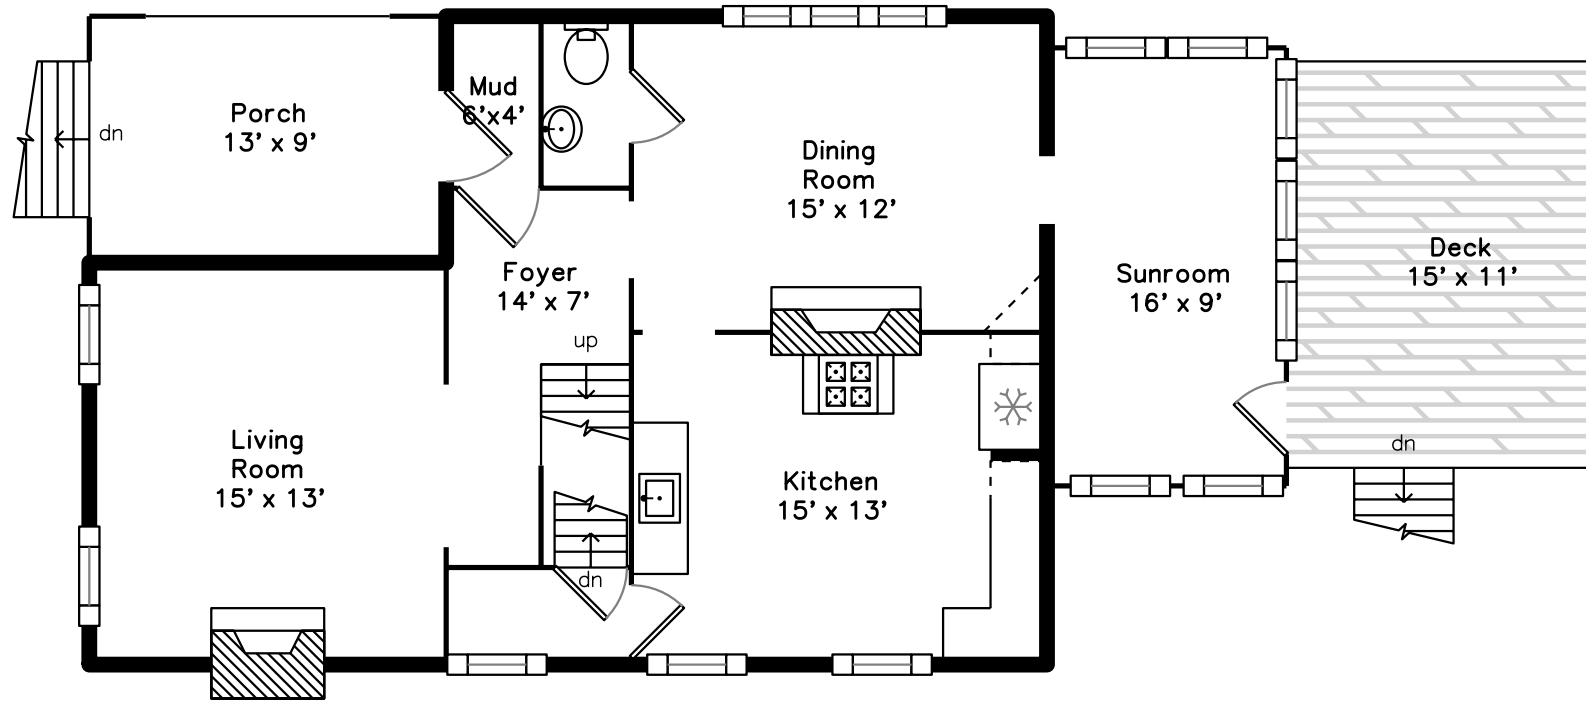 Porch
13' x 9'
dn
Mud
6'x4'
Dining
Room
15' x 12'
Foyer
14' x 7'
up
Sunroom
16' x 9'
Deck
15' x 11'
Living
Room
15' x 13'
Kitchen
15' x 13'
dn
dn